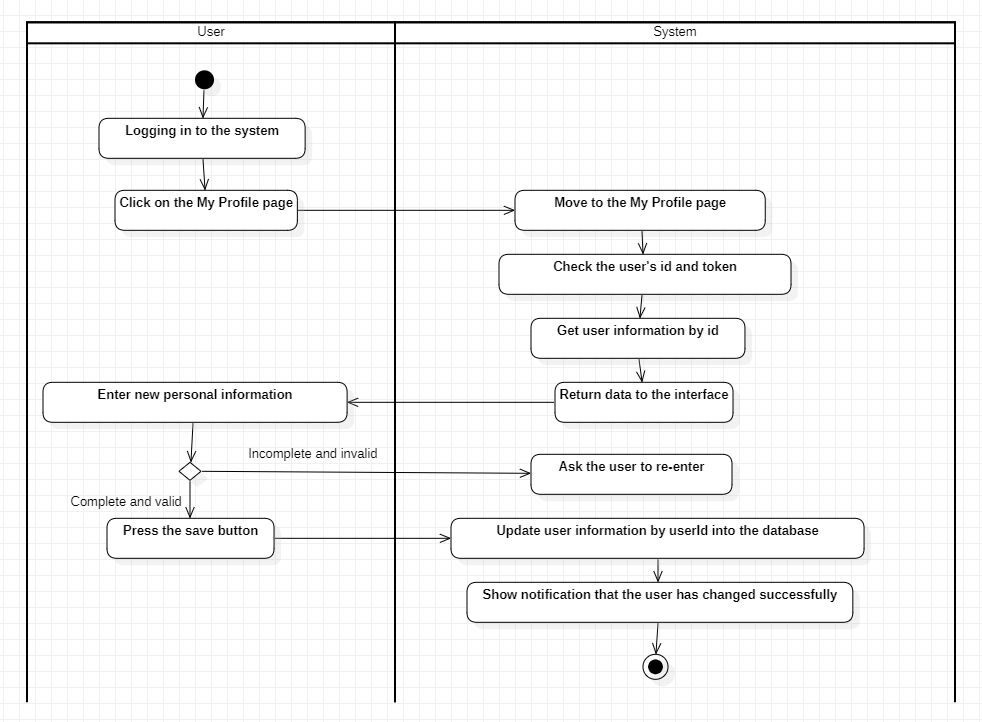 User
System
Logging in to the system
Click on the My Profile page
Move to the My Profile page
Check the user's id and token
Get user information by id
Enter new personal information
Return data to the interface
Incomplete and invalid
Ask the user to re-enter
Complete and valid
Press the save button
Update user information by userId into the database
Show notification that the user has changed successfully